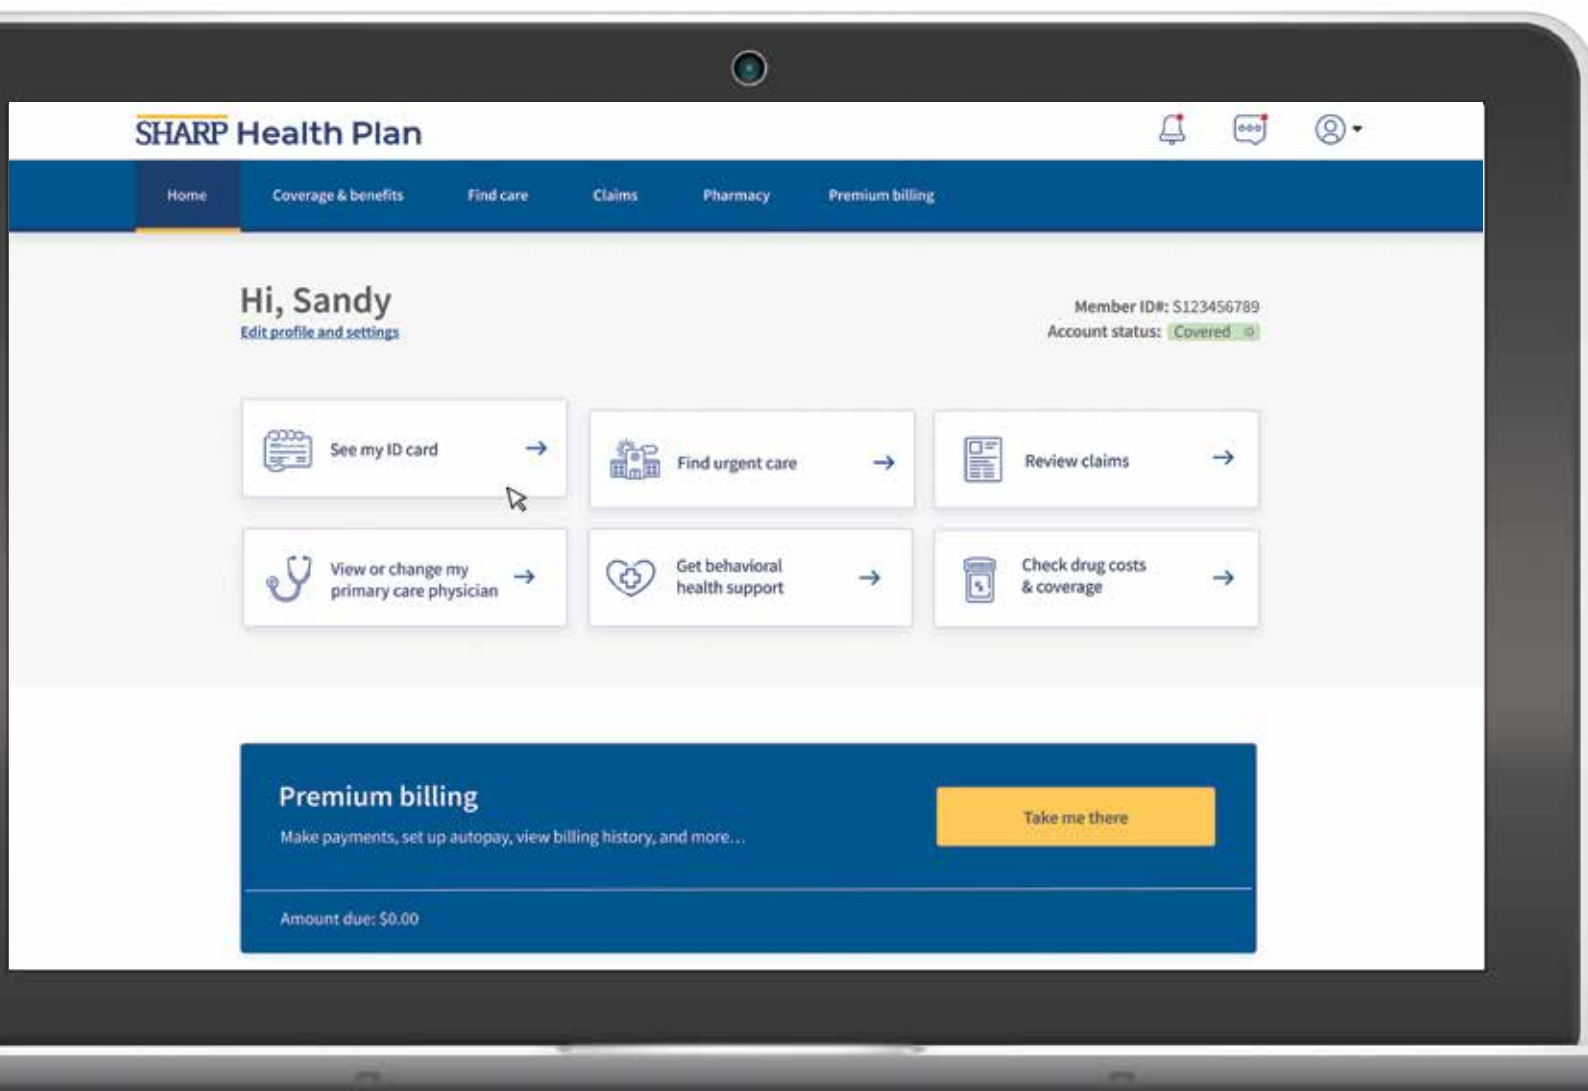 SHARP Health Plan
Home Coverage & benefits Find care Claims Pharmacy Premium billing
Hi, Sandy
Edit profile and settings
Member ID#: S123456789
Account status: Covered
See my ID card
Find urgent care
Review claims
View or change my
primary care physician
Get behavioral
health support
Check drug costs
& coverage
Premium billing
Make payments, set up autopay, view billing history, and more...
Take me there
Amount due: $0.00